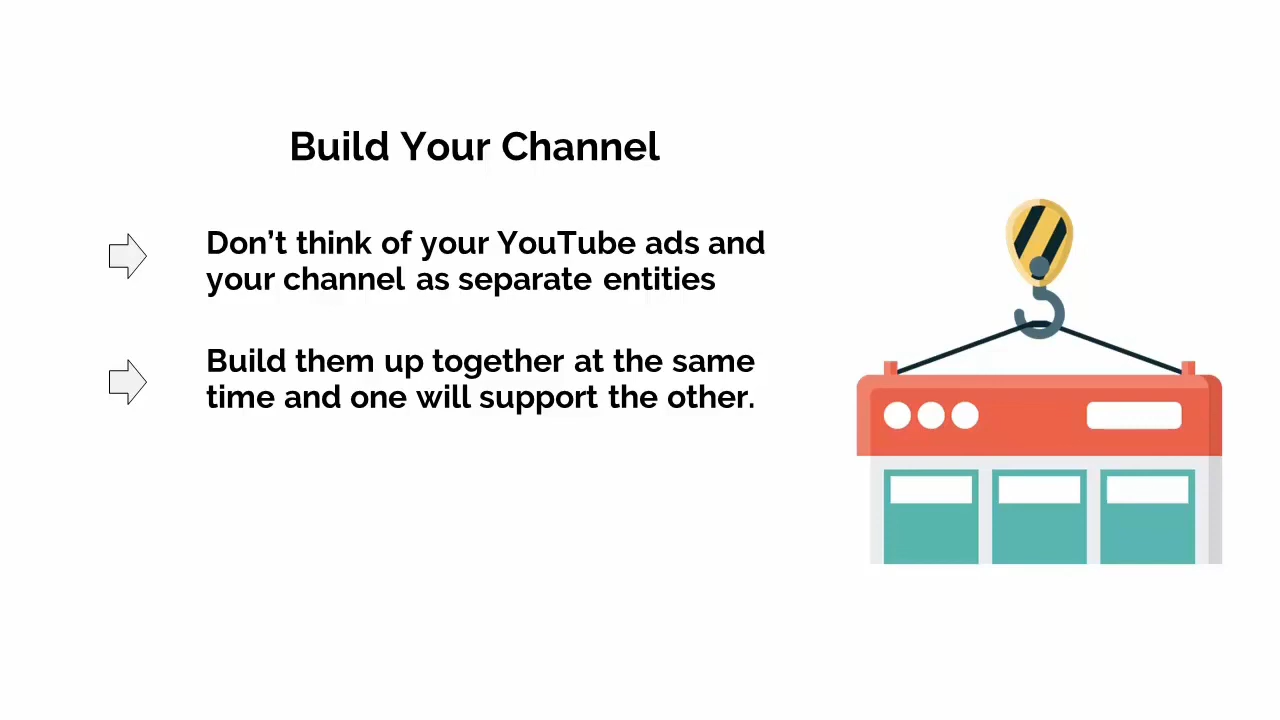 Build Your Channel
Don’t think of your YouTube ads and
your channel as separate entities
Build them up together at the same
time and one will support the other.